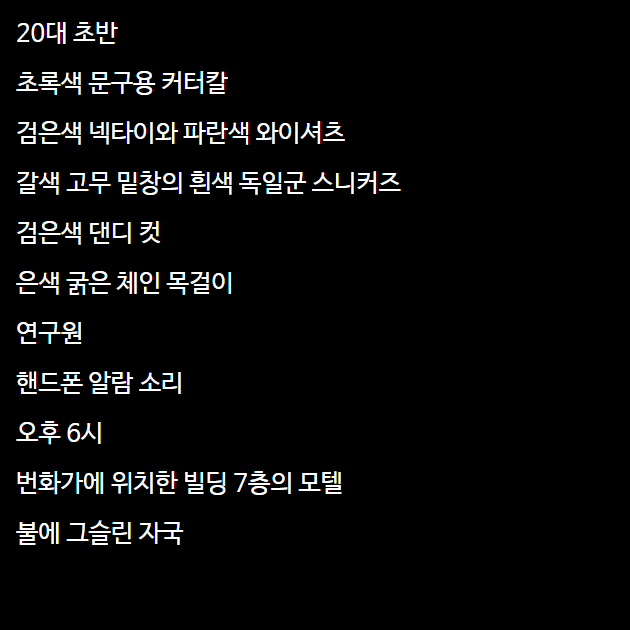 20대 초반
초록색 문구용 커터칼
검은색 넥타이와 파란색 와이셔츠
갈색 고무 밑창의 흰색 독일군 스니커즈
검은색 댄디 컷
은색 굵은 체인 목걸이
연구원
핸드폰 알람 소리
오후 6시
번화가에 위치한 빌딩 7층의 모텔
불에 그슬린 자국